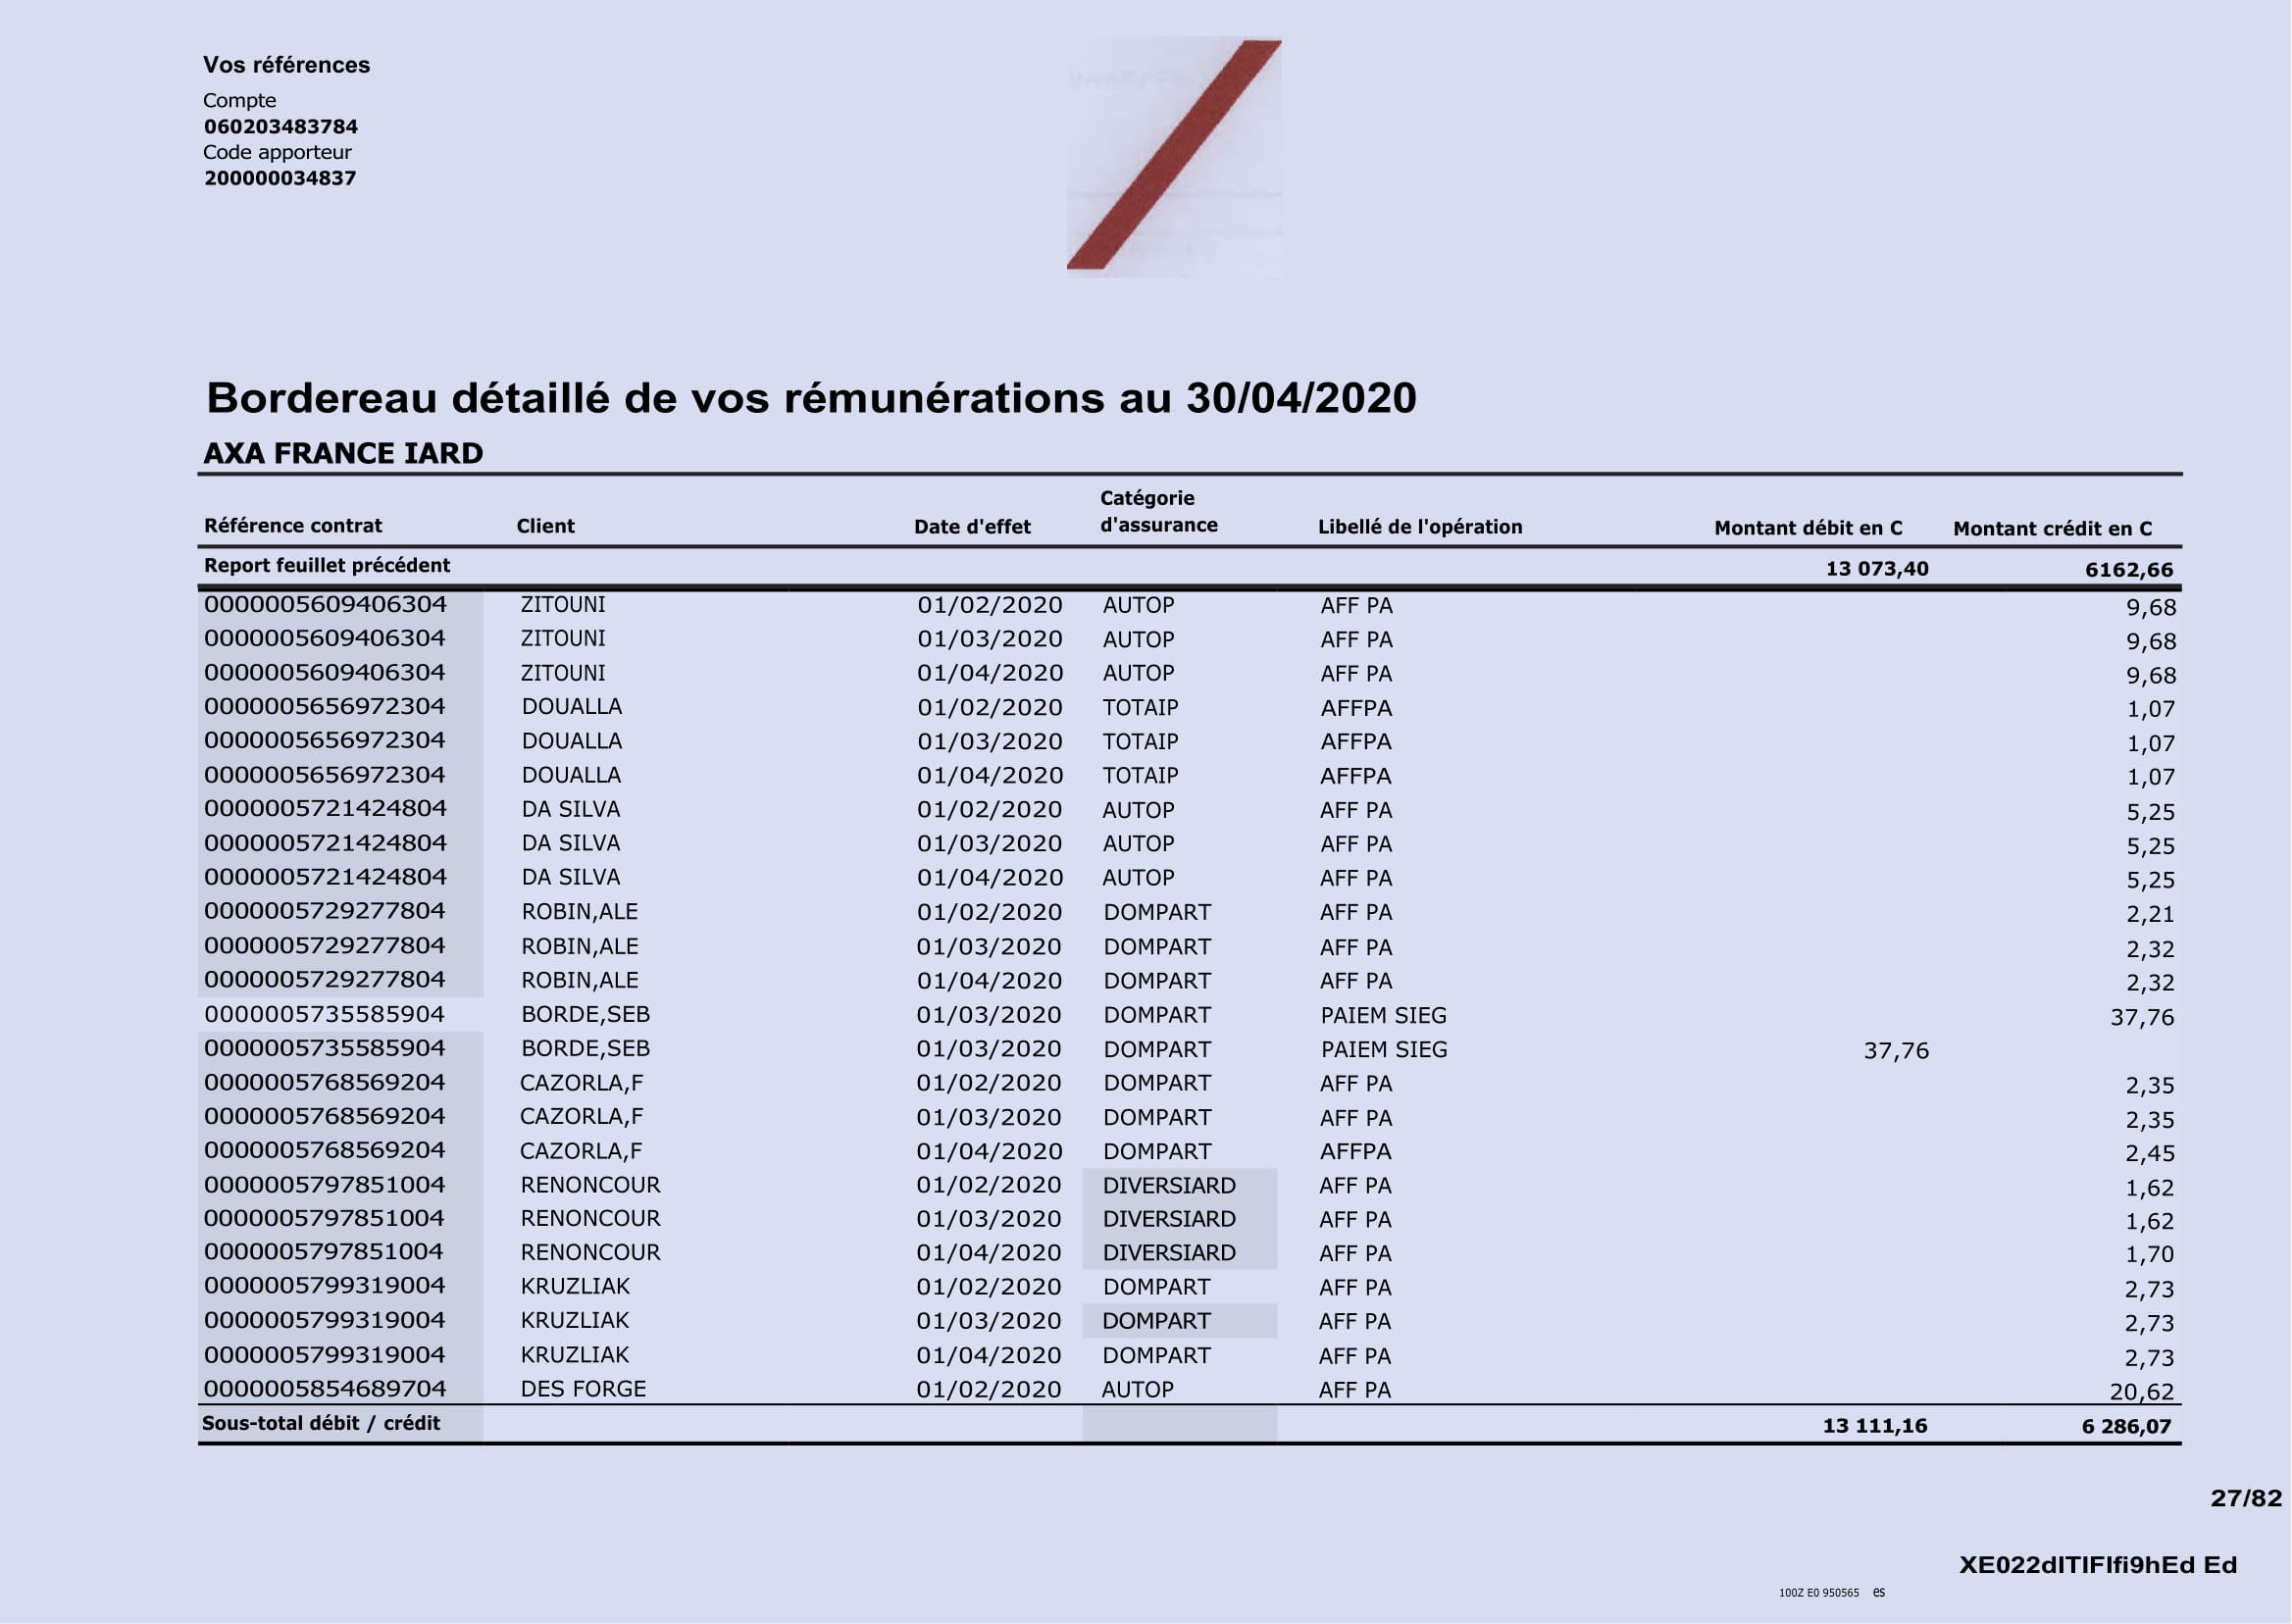 Vos références
Compte
060203483784
Code apporteur
200000034837
Bordereau détaillé de vos rémunérations au 30/04/2020
AXA FRANCE IARD
Référence contrat Client Date d'effet Catégorie d'assurance Libellé de l'opération Montant débit en C Montant crédit en C
Report feuillet précédent 13 073,40 6162,66
0000005609406304 ZITOUNI 01/02/2020 AUTOP AFF PA 9,68
0000005609406304 ZITOUNI 01/03/2020 AUTOP AFF PA 9,68
0000005609406304 ZITOUNI 01/04/2020 AUTOP AFF PA 9,68
0000005656972304 DOUALLA 01/02/2020 TOTAIP AFFPA 1,07
0000005656972304 DOUALLA 01/03/2020 TOTAIP AFFPA 1,07
0000005656972304 DOUALLA 01/04/2020 TOTAIP AFFPA 1,07
0000005721424804 DA SILVA 01/02/2020 AUTOP AFF PA 5,25
0000005721424804 DA SILVA 01/03/2020 AUTOP AFF PA 5,25
0000005721424804 DA SILVA 01/04/2020 AUTOP AFF PA 5,25
0000005729277804 ROBIN,ALE 01/02/2020 DOMPART AFF PA 2,21
0000005729277804 ROBIN,ALE 01/03/2020 DOMPART AFF PA 2,32
0000005729277804 ROBIN,ALE 01/04/2020 DOMPART AFF PA 2,32
0000005735585904 BORDE,SEB 01/03/2020 DOMPART PAIEM SIEG 37,76
0000005735585904 BORDE,SEB 01/03/2020 DOMPART PAIEM SIEG 37,76
0000005768569204 CAZORLA,F 01/02/2020 DOMPART AFF PA 2,35
0000005768569204 CAZORLA,F 01/03/2020 DOMPART AFF PA 2,35
0000005768569204 CAZORLA,F 01/04/2020 DOMPART AFFPA 2,45
0000005797851004 RENONCOUR 01/02/2020 DIVERSIARD AFF PA 1,62
0000005797851004 RENONCOUR 01/03/2020 DIVERSIARD AFF PA 1,62
0000005797851004 RENONCOUR 01/04/2020 DIVERSIARD AFF PA 1,70
0000005799319004 KRUZLIAK 01/02/2020 DOMPART AFF PA 2,73
0000005799319004 KRUZLIAK 01/03/2020 DOMPART AFF PA 2,73
0000005799319004 KRUZLIAK 01/04/2020 DOMPART AFF PA 2,73
0000005854689704 DES FORGE 01/02/2020 AUTOP AFF PA 20,62
Sous-total débit / crédit 13 111,16 6 286,07
27/82
XE022dITIFIfi9hEd Ed
100Z E0 950565 es